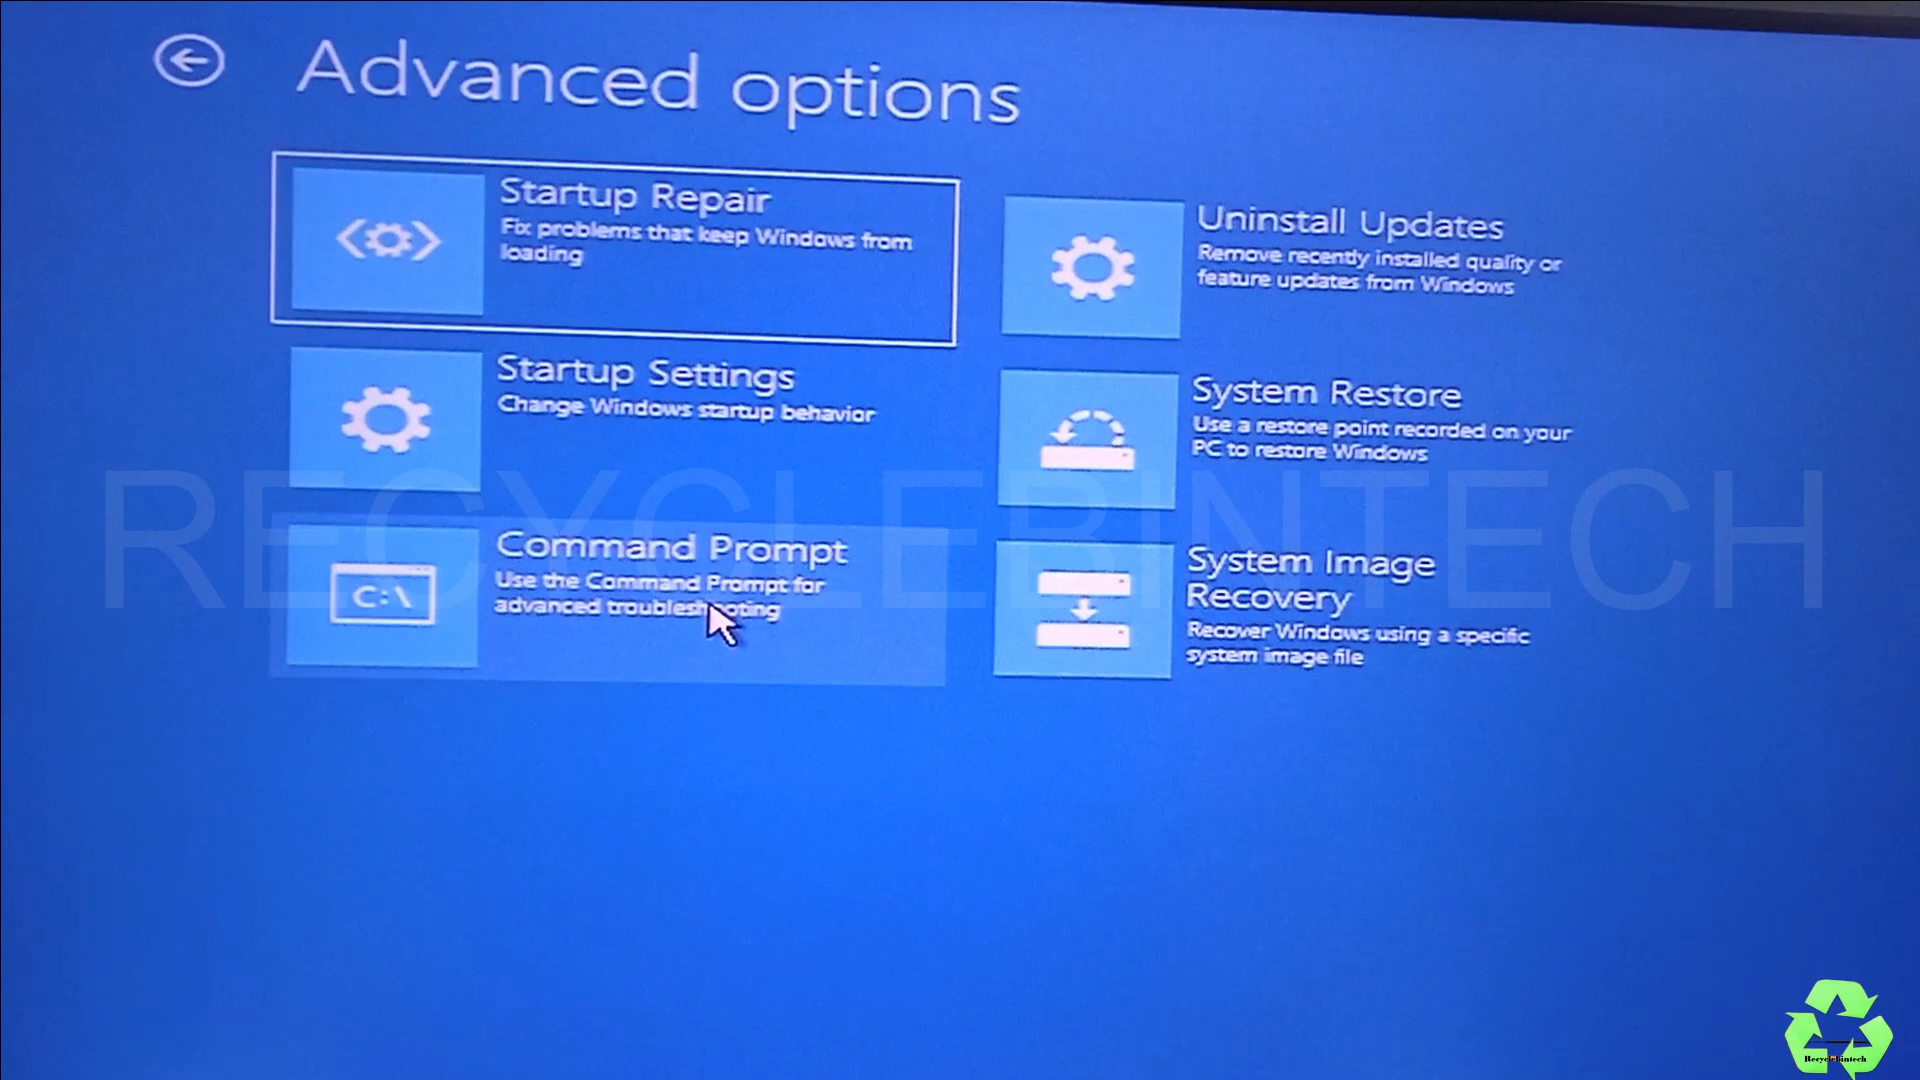 Advanced options
Startup Repair
Fix problems that keep Windows from
loading
Startup Settings
Change Windows startup behavior
Command Prompt
Use the Command Prompt for
advanced troubleshooting
C:\
Uninstall Updates
Remove recently installed quality or
feature updates from Windows
System Restore
Use a restore point recorded on your
PC to restore Windows
System Image
Recovery
Recover Windows using a specific
system image file
RECYCLEBINTECH
RecycleBintech